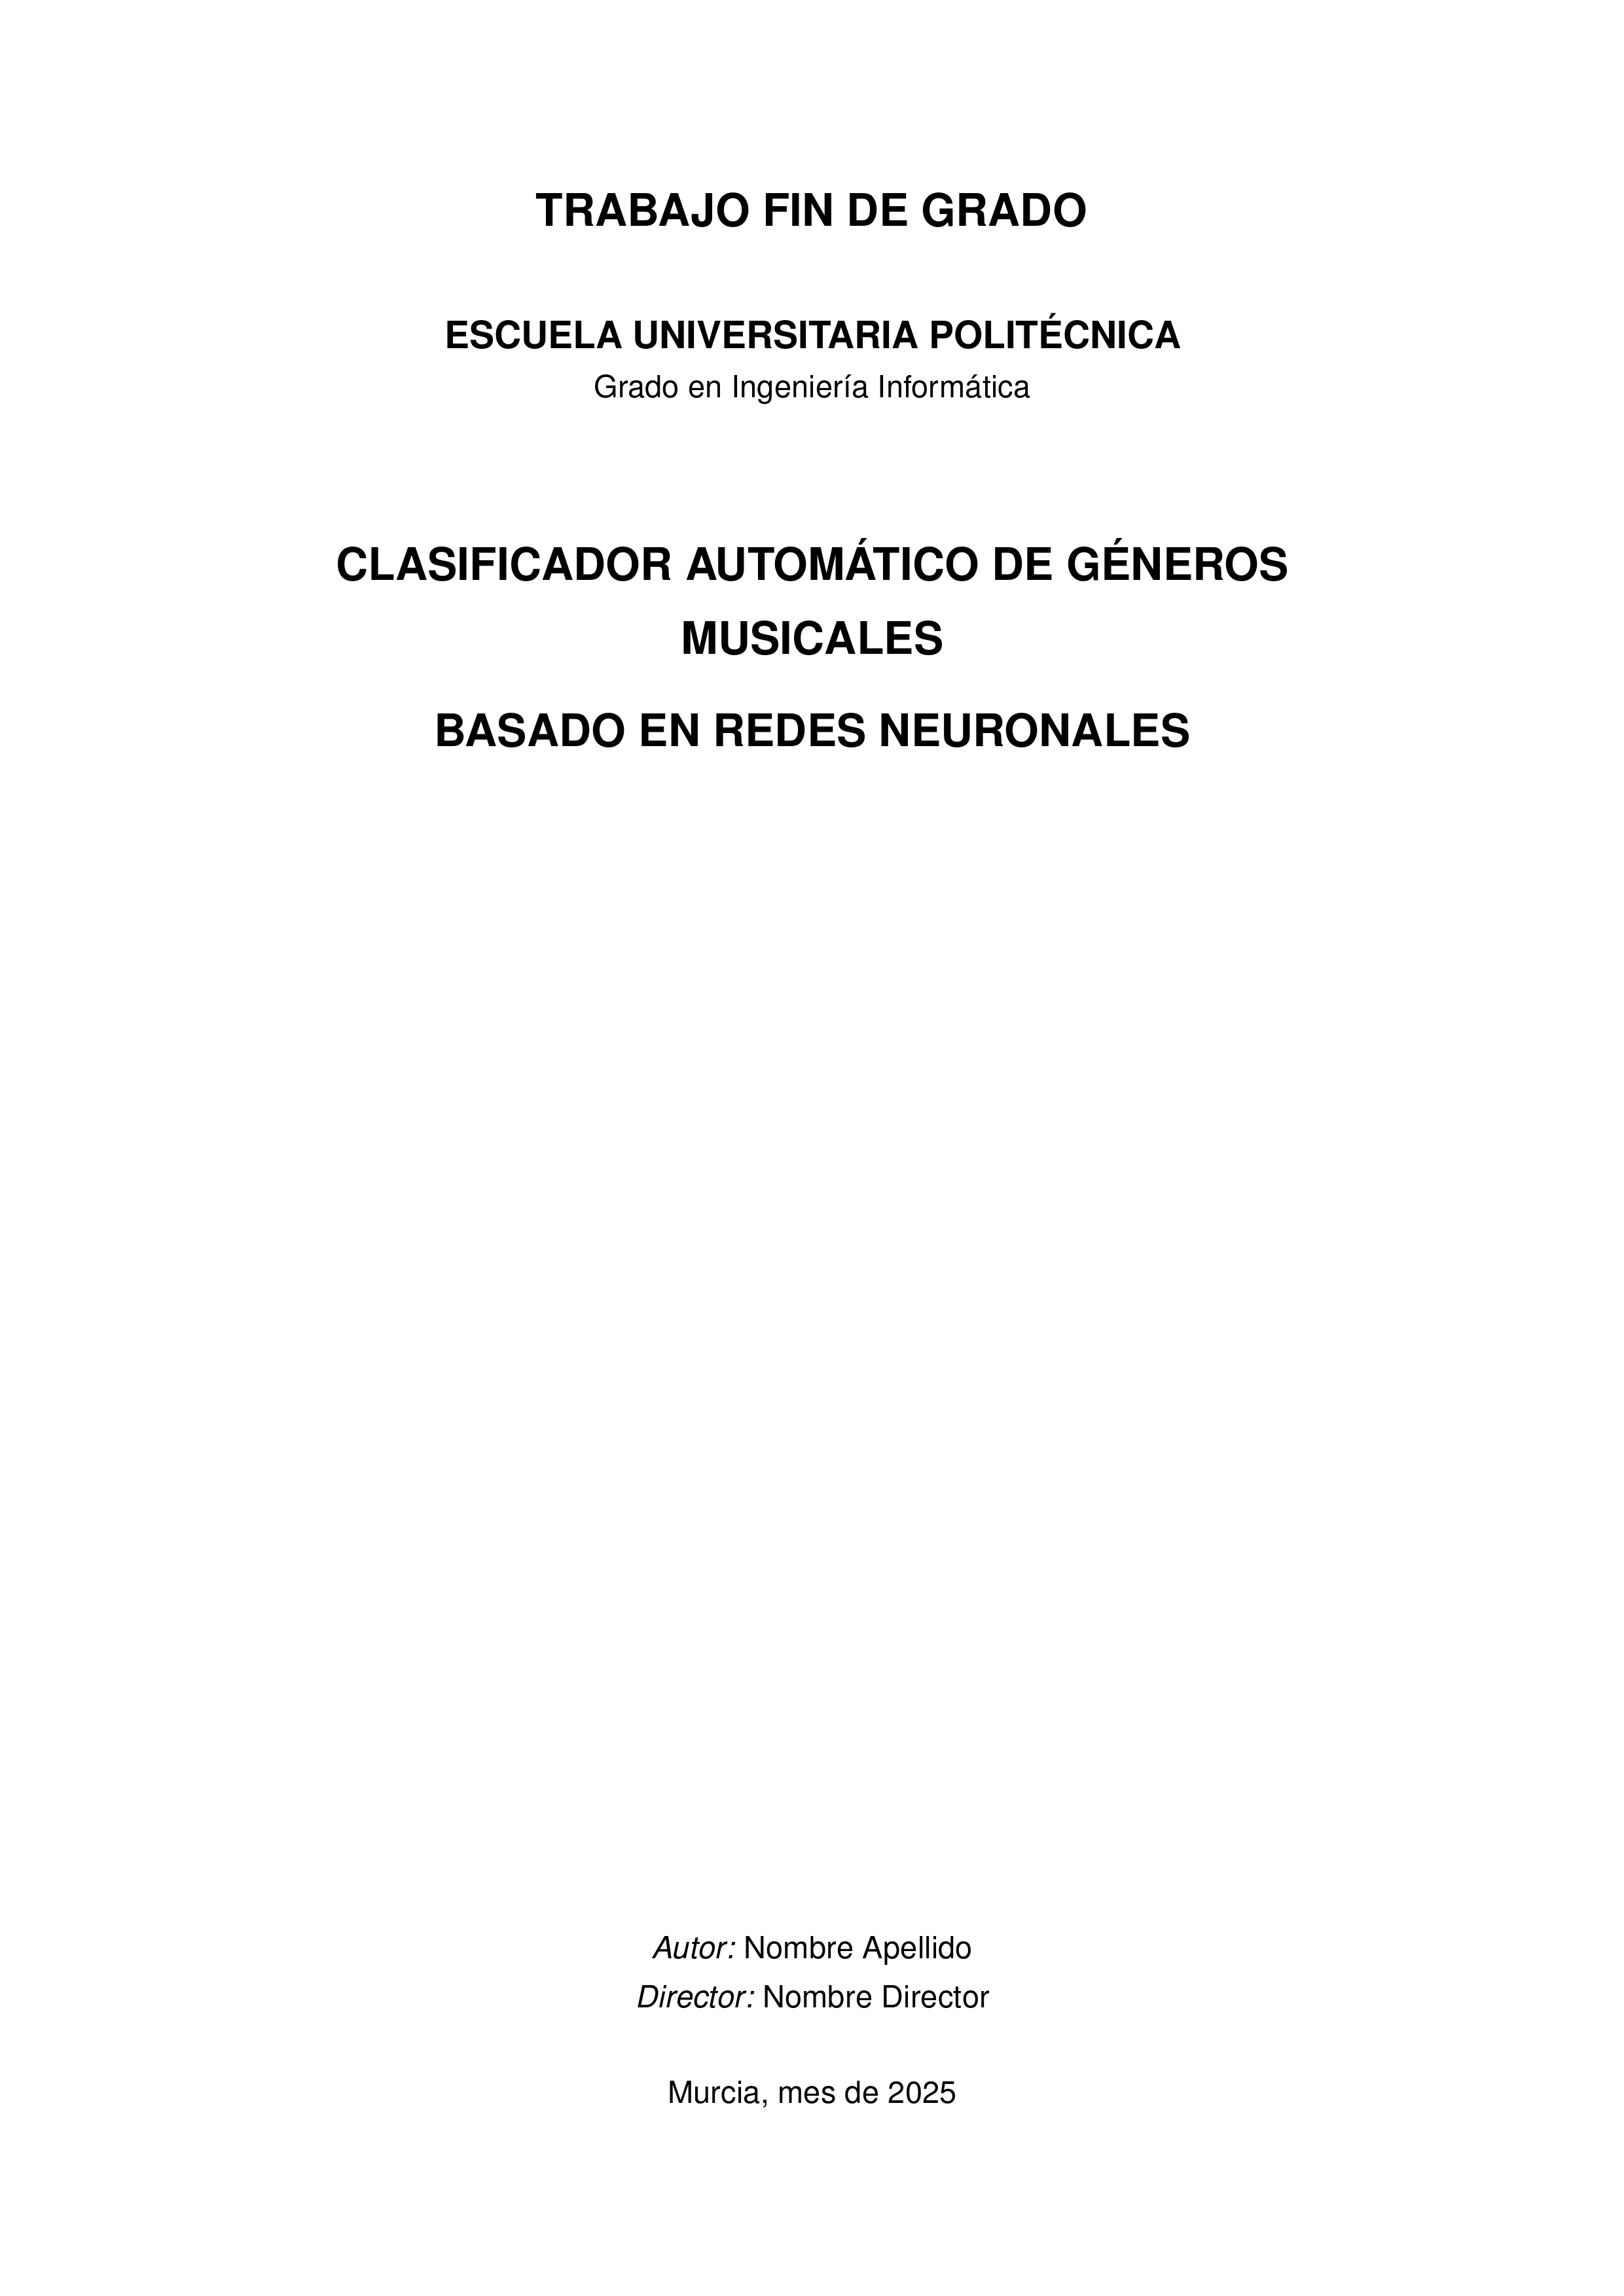 TRABAJO FIN DE GRADO
ESCUELA UNIVERSITARIA POLITÉCNICA
Grado en Ingeniería Informática
CLASIFICADOR AUTOMÁTICO DE GÉNEROS
MUSICALES
BASADO EN REDES NEURONALES
Autor: Nombre Apellido
Director: Nombre Director
Murcia, mes de 2025